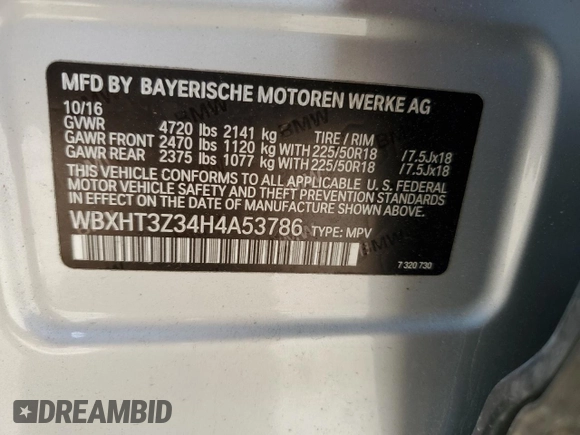 MFD BY BAYERISCHE MOTOREN WERKE AG
10/16
GVWR 4720 lbs 2141 kg TIRE / RIM
GAWR FRONT 2470 lbs 1120 kg WITH 225/50R18 /7.5Jx18
GAWR REAR 2375 lbs 1077 kg WITH 225/50R18 /7.5Jx18
THIS VEHICLE CONFORMS TO ALL APPLICABLE U. S. FEDERAL
MOTOR VEHICLE SAFETY AND THEFT PREVENTION STANDARDS
IN EFFECT ON THE DATE OF MANUFACTURE SHOWN ABOVE.
WBXHT3Z34H4A53786 TYPE: MPV
7 320 730
DREAMBID